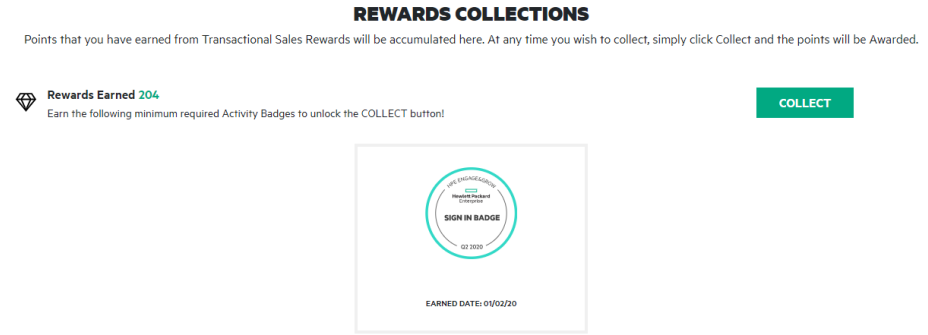 REWARDS COLLECTIONS
Points that you have earned from Transactional Sales Rewards will be accumulated here. At any time you wish to collect, simply click Collect and the points will be Awarded.
Rewards Earned 204
Earn the following minimum required Activity Badges to unlock the COLLECT button!
COLLECT
HPE ENGAGE&GROW
Hewlett Packard
Enterprise
SIGN IN BADGE
Q2 2020
EARNED DATE: 01/02/20